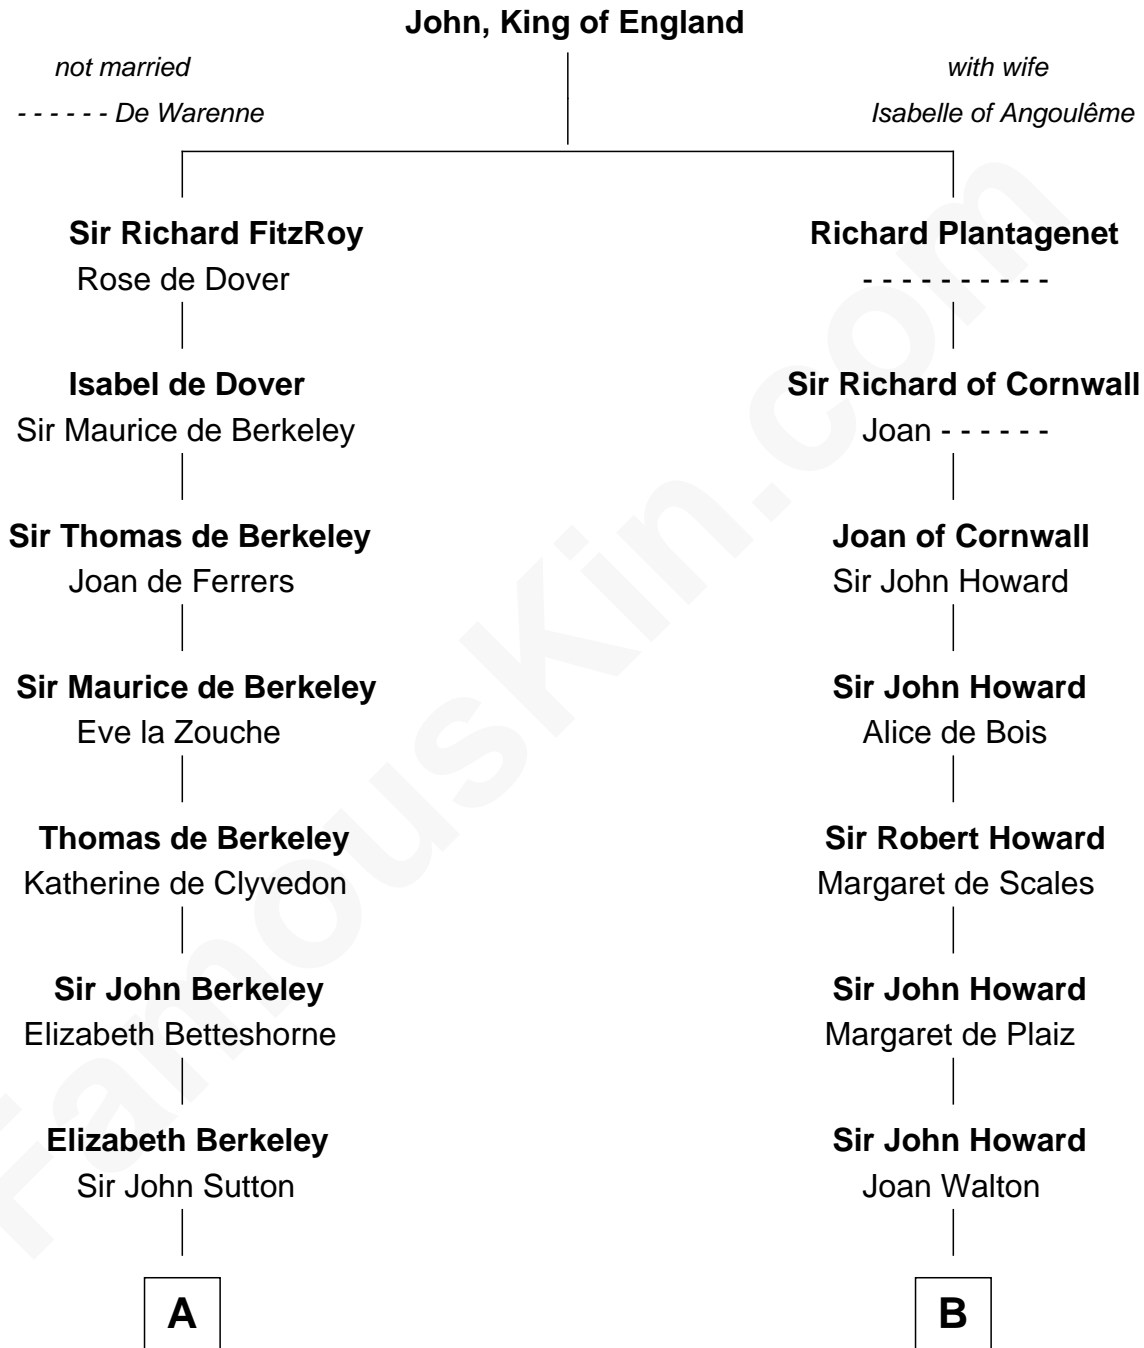 John, King of England
not married
with wife
- - - - - - De Warenne
Isabelle of Angoulême
Sir Richard FitzRoy
Richard Plantagenet
Rose de Dover
- - - - - - - - - -
Isabel de Dover
Sir Richard of Cornwall
Sir Maurice de Berkeley
Joan - - - - - -
Sir Thomas de Berkeley
Joan of Cornwall
Joan de Ferrers
Sir John Howard
Sir Maurice de Berkeley
Sir John Howard
Eve la Zouche
Alice de Bois
Thomas de Berkeley
Sir Robert Howard
Katherine de Clyvedon
Margaret de Scales
Sir John Berkeley
Sir John Howard
Elizabeth Betteshorne
Margaret de Plaiz
Elizabeth Berkeley
Sir John Howard
Sir John Sutton
Joan Walton
A
B
FamousKin.com